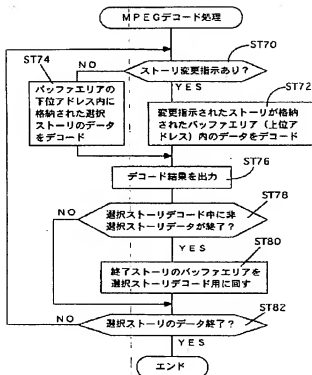 MPEGデコード処理
ST70
ストーリ変更指示あり？
NO
YES
ST74
バッファエリアの
下位アドレス内に
格納された選択
ストーリのデータ
をデコード
ST72
変更指示されたストーリが格納
されたバッファエリア（上位ア
ドレス）内のデータをデコード
ST76
デコード結果を出力
ST78
選択ストーリデコード中に非
選択ストーリデータが終了？
NO
YES
ST80
終了ストーリのバッファエリアを
選択ストーリデコード用に回す
ST82
選択ストーリのデータ終了？
NO
YES
エンド